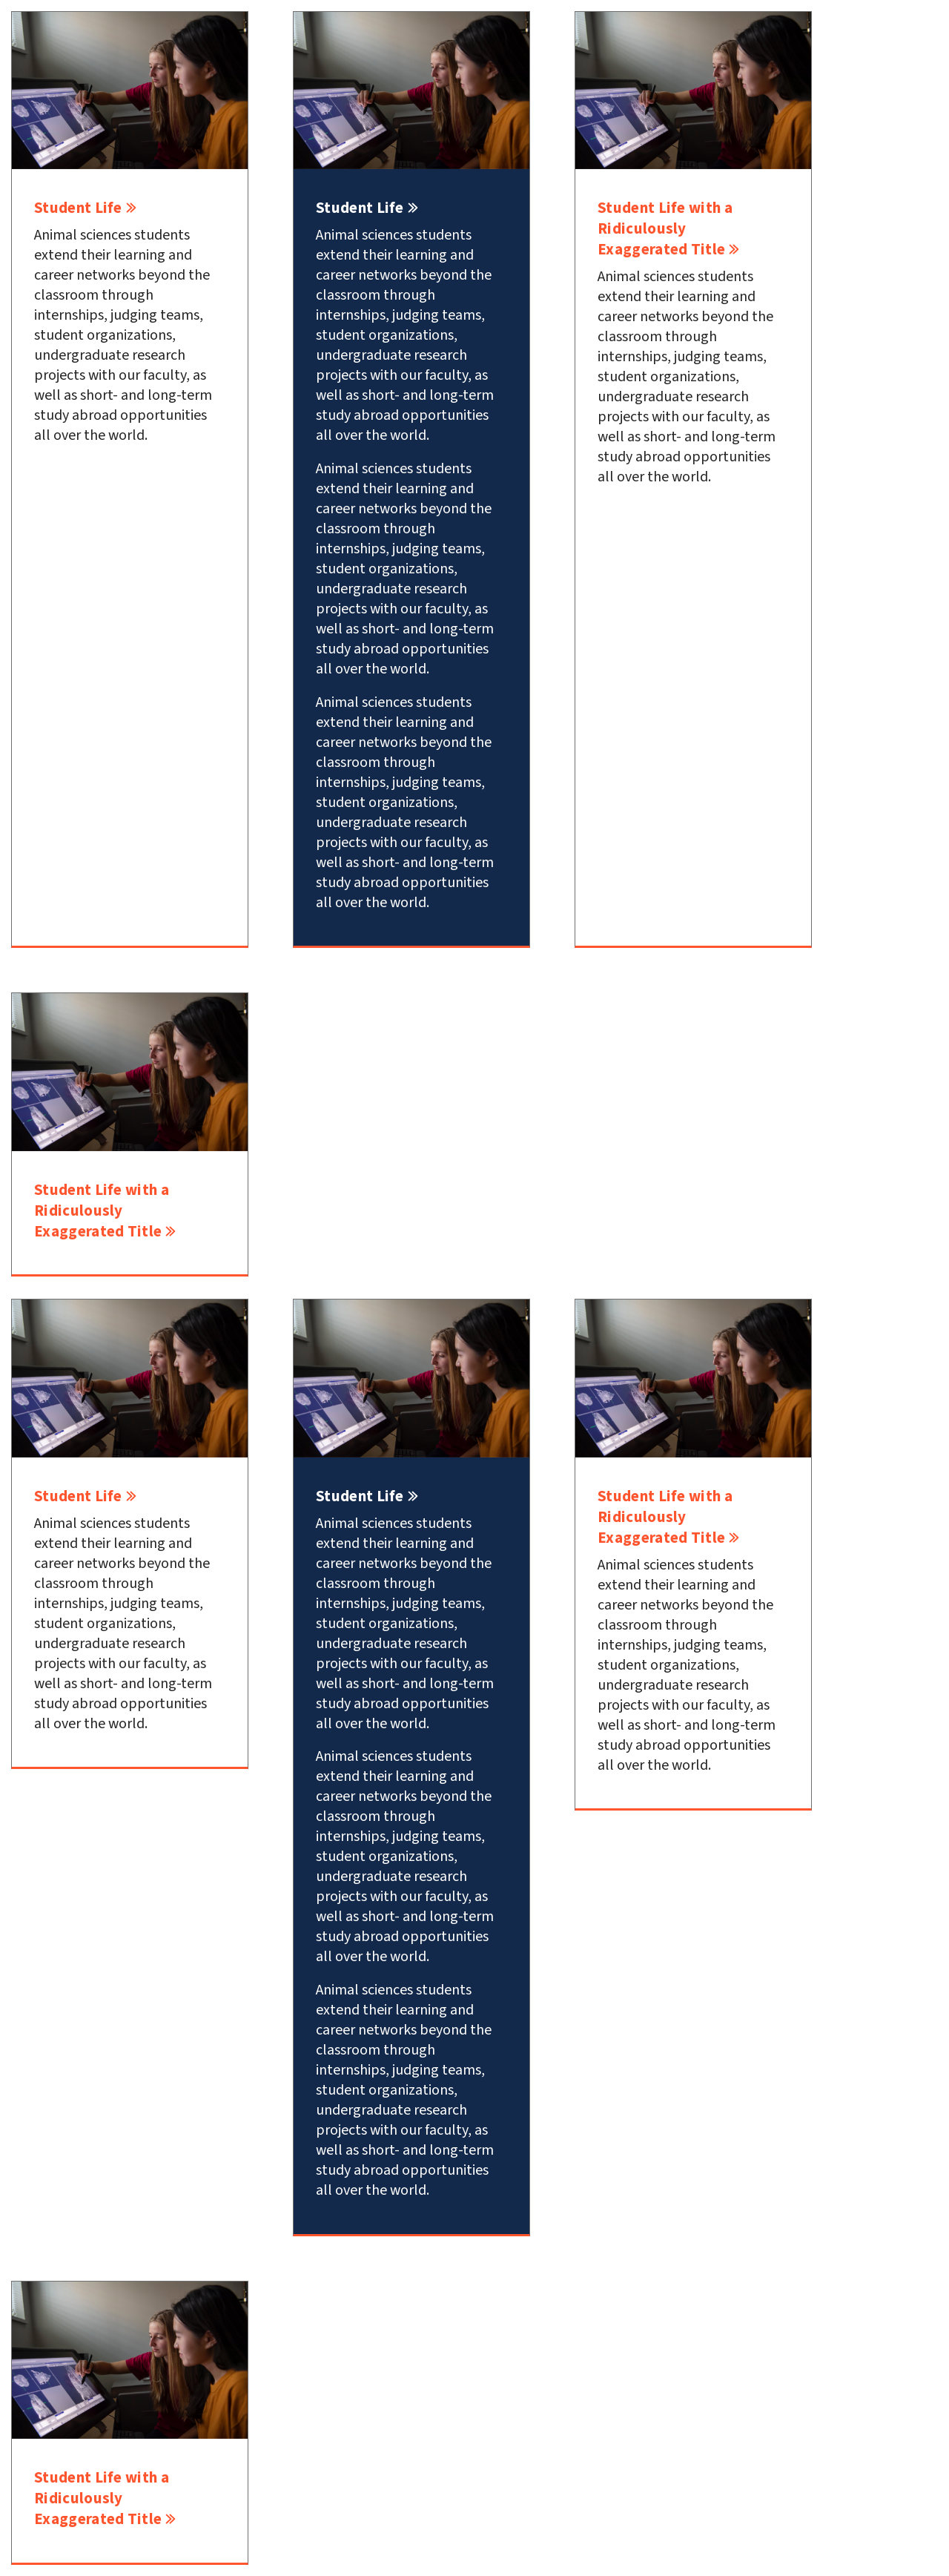 Student Life »
Animal sciences students
extend their learning and
career networks beyond the
classroom through
internships, judging teams,
student organizations,
undergraduate research
projects with our faculty, as
well as short- and long-term
study abroad opportunities
all over the world.
Student Life »
Animal sciences students
extend their learning and
career networks beyond the
classroom through
internships, judging teams,
student organizations,
undergraduate research
projects with our faculty, as
well as short- and long-term
study abroad opportunities
all over the world.
Animal sciences students
extend their learning and
career networks beyond the
classroom through
internships, judging teams,
student organizations,
undergraduate research
projects with our faculty, as
well as short- and long-term
study abroad opportunities
all over the world.
Animal sciences students
extend their learning and
career networks beyond the
classroom through
internships, judging teams,
student organizations,
undergraduate research
projects with our faculty, as
well as short- and long-term
study abroad opportunities
all over the world.
Student Life with a
Ridiculously
Exaggerated Title »
Animal sciences students
extend their learning and
career networks beyond the
classroom through
internships, judging teams,
student organizations,
undergraduate research
projects with our faculty, as
well as short- and long-term
study abroad opportunities
all over the world.
Student Life with a
Ridiculously
Exaggerated Title »
Student Life »
Animal sciences students
extend their learning and
career networks beyond the
classroom through
internships, judging teams,
student organizations,
undergraduate research
projects with our faculty, as
well as short- and long-term
study abroad opportunities
all over the world.
Student Life »
Animal sciences students
extend their learning and
career networks beyond the
classroom through
internships, judging teams,
student organizations,
undergraduate research
projects with our faculty, as
well as short- and long-term
study abroad opportunities
all over the world.
Animal sciences students
extend their learning and
career networks beyond the
classroom through
internships, judging teams,
student organizations,
undergraduate research
projects with our faculty, as
well as short- and long-term
study abroad opportunities
all over the world.
Animal sciences students
extend their learning and
career networks beyond the
classroom through
internships, judging teams,
student organizations,
undergraduate research
projects with our faculty, as
well as short- and long-term
study abroad opportunities
all over the world.
Student Life with a
Ridiculously
Exaggerated Title »
Animal sciences students
extend their learning and
career networks beyond the
classroom through
internships, judging teams,
student organizations,
undergraduate research
projects with our faculty, as
well as short- and long-term
study abroad opportunities
all over the world.
Student Life with a
Ridiculously
Exaggerated Title »